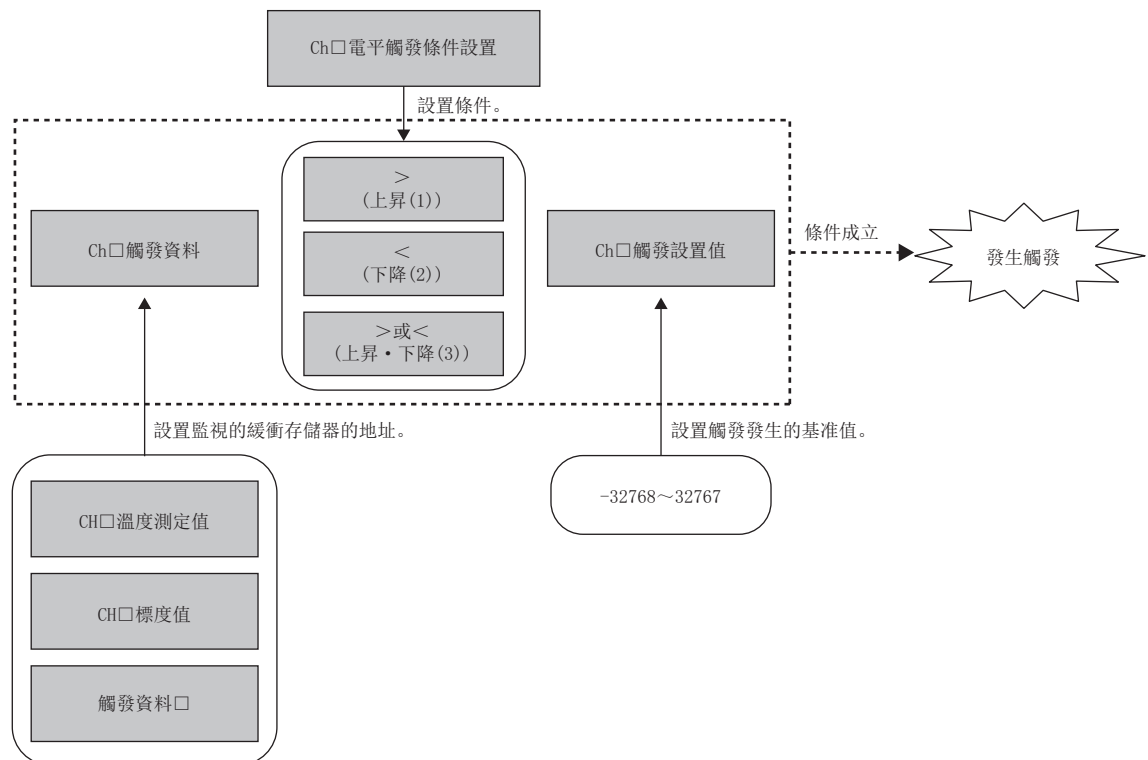 Ch□電平觸發條件設置
設置條件。
>
(上昇(1))
Ch□觸發資料
<
(下降(2))
Ch□觸發設置值
條件成立
發生觸發
>或<
(上昇・下降(3))
設置監視的緩衝存儲器的地址。
設置觸發發生的基准值。
CH□溫度測定值
-32768～32767
CH□標度值
觸發資料□